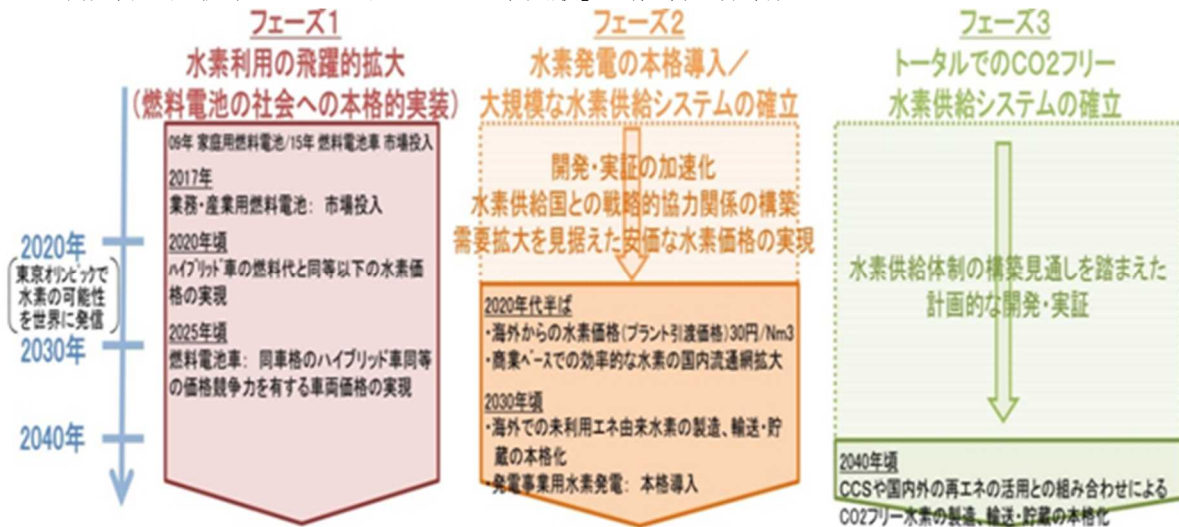 フェーズ1
水素利用の飛躍的拡大
(燃料電池の社会への本格的実装)
09年 家庭用燃料電池/15年 燃料電池車 市場投入
2017年
業務・産業用燃料電池: 市場投入
2020年頃
ハイブリッド車の燃料代と同等以下の水素価
格の実現
2025年頃
燃料電池車: 同車格のハイブリッド車同等
の価格競争力を有する車両価格の実現
2020年
東京オリンピックで
水素の可能性
を世界に発信
2030年
2040年
フェーズ2
水素発電の本格導入/
大規模な水素供給システムの確立
開発・実証の加速化
水素供給国との戦略的協力関係の構築
需要拡大を見据えた安価な水素価格の実現
2020年代半ば
・海外からの水素価格(プラント引渡価格)30円/Nm3
・商業ベースでの効率的な水素の国内流通網拡大
2030年頃
・海外での未利用エネ由来水素の製造、輸送・貯
蔵の本格化
・発電事業用水素発電: 本格導入
フェーズ3
トータルでのCO2フリー
水素供給システムの確立
水素供給体制の構築見通しを踏まえた
計画的な開発・実証
2040年頃
CCSや国内外の再エネの活用との組み合わせによる
CO2フリー水素の製造、輸送・貯蔵の本格化